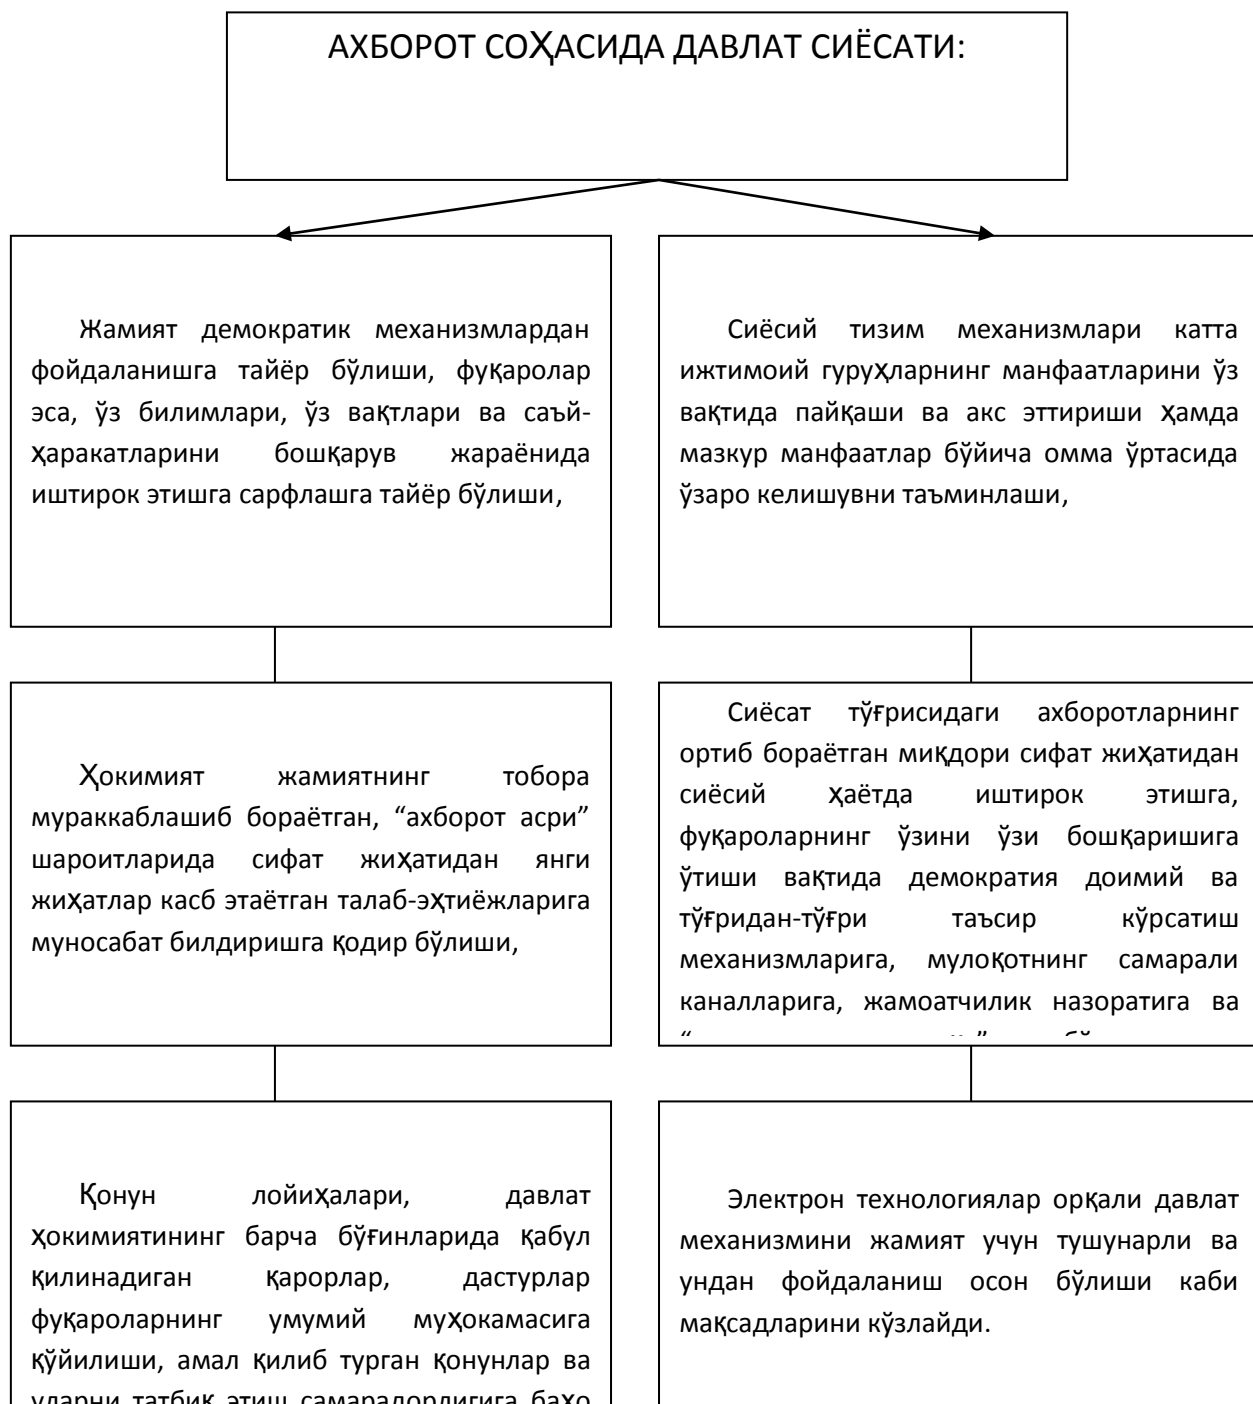 АХБОРОТ СОҲАСИДА ДАВЛАТ СИЁСАТИ:
Жамият демократик механизмлардан
фойдаланишга тайёр бўлиши, фуқаролар
эса, ўз билимлари, ўз вақтлари ва саъй-
ҳаракатларини бошқарув жараёнида
иштирок этишга сарфлашга тайёр бўлиши,
Сиёсий тизим механизмлари катта
ижтимоий гуруҳларнинг манфаатларини ўз
вақтида пайқаши ва акс эттириши ҳамда
мазкур манфаатлар бўйича омма ўртасида
ўзаро келишувни таъминлаши,
Ҳокимият жамиятнинг тобора
мураккаблашиб бораётган, “ахборот асри”
шароитларида сифат жиҳатидан янги
жиҳатлар касб этаётган талаб-эҳтиёжларига
муносабат билдиришга қодир бўлиши,
Сиёсат тўғрисидаги ахборотларнинг
ортиб бораётган миқдори сифат жиҳатидан
сиёсий ҳаётда иштирок этишга,
фуқароларнинг ўзини ўзи бошқаришига
ўтиши вақтида демократия доимий ва
тўғридан-тўғри таъсир кўрсатиш
механизмларига, мулоқотнинг самарали
каналларига, жамоатчилик назоратига ва
Қонун лойиҳалари, давлат
ҳокимиятининг барча бўғинларида қабул
қилинадиган қарорлар, дастурлар
фуқароларнинг умумий муҳокамасига
қўйилиши, амал қилиб турган қонунлар ва
уларни татбиқ этиш самарадорлигига баҳо
Электрон технологиялар орқали давлат
механизмини жамият учун тушунарли ва
ундан фойдаланиш осон бўлиши каби
мақсадларини кўзлайди.